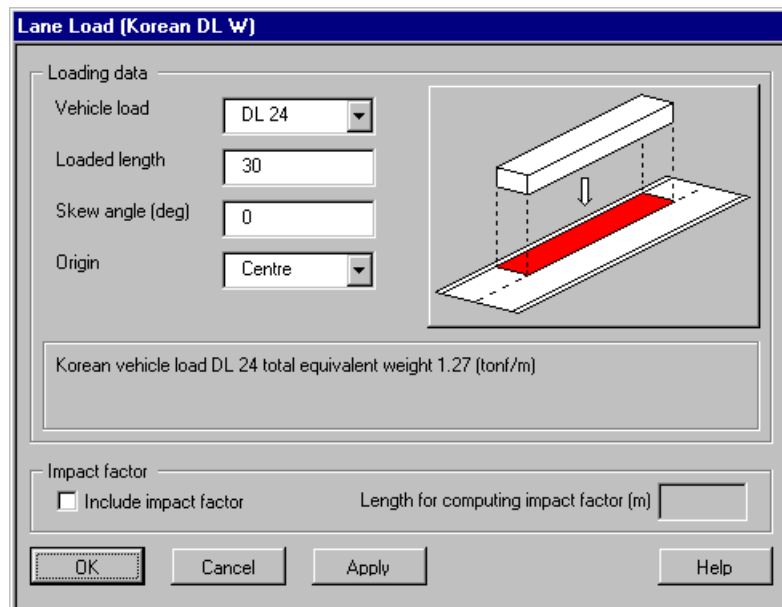 Lane Load (Korean DL W)
Loading data
Vehicle load DL 24
Loaded length 30
Skew angle (deg) 0
Origin Centre
Korean vehicle load DL 24 total equivalent weight 1.27 (tonf/m)
Impact factor
Include impact factor Length for computing impact factor (m)
OK Cancel Apply Help